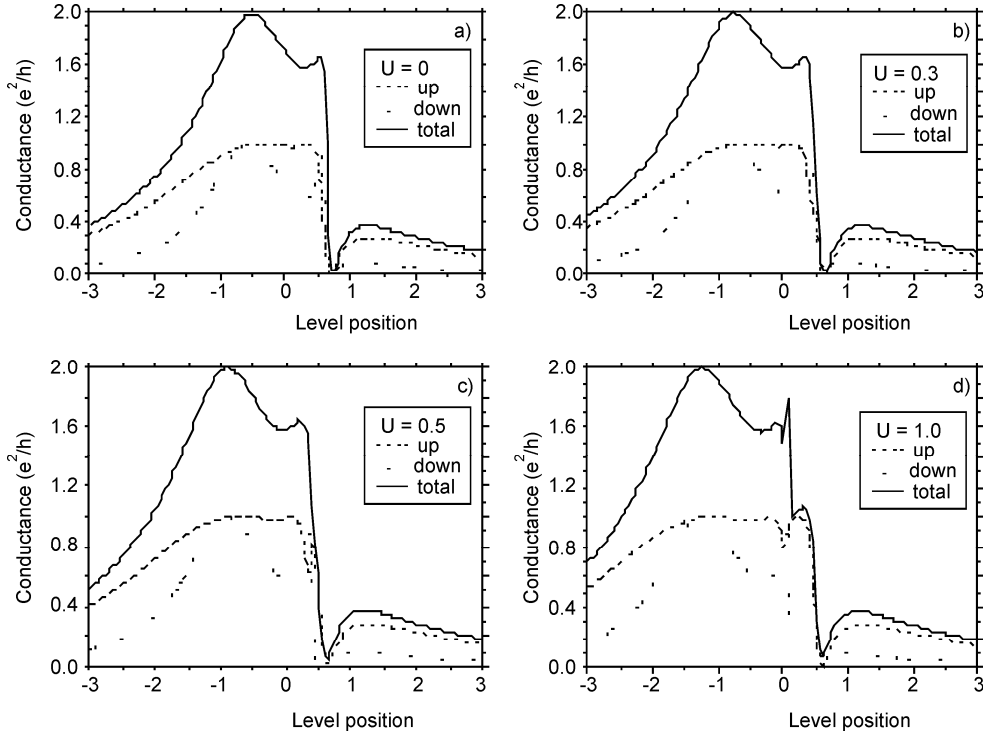 a)
2.0
1.6
1.2
0.8
0.4
0.0
Conductance (e²/h)
U = 0
up
down
total
-3 -2 -1 0 1 2 3
Level position
b)
2.0
1.6
1.2
0.8
0.4
0.0
Conductance (e²/h)
U = 0.3
up
down
total
-3 -2 -1 0 1 2 3
Level position
c)
2.0
1.6
1.2
0.8
0.4
0.0
Conductance (e²/h)
U = 0.5
up
down
total
-3 -2 -1 0 1 2 3
Level position
d)
2.0
1.6
1.2
0.8
0.4
0.0
Conductance (e²/h)
U = 1.0
up
down
total
-3 -2 -1 0 1 2 3
Level position